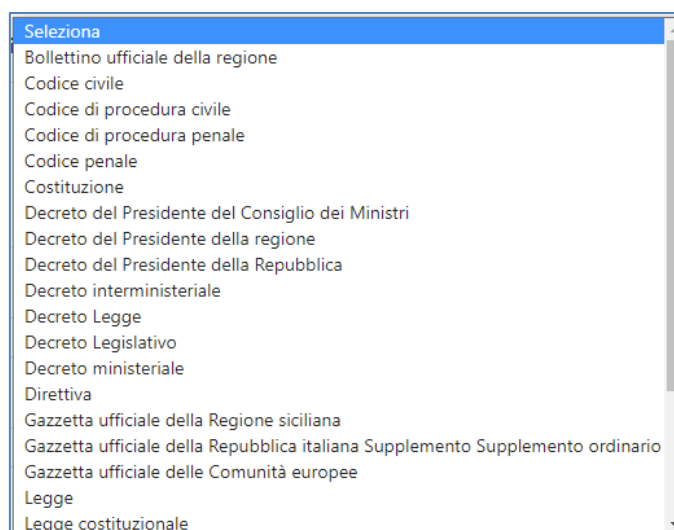 Seleziona
Bollettino ufficiale della regione
Codice civile
Codice di procedura civile
Codice di procedura penale
Codice penale
Costituzione
Decreto del Presidente del Consiglio dei Ministri
Decreto del Presidente della regione
Decreto del Presidente della Repubblica
Decreto interministeriale
Decreto Legge
Decreto Legislativo
Decreto ministeriale
Direttiva
Gazzetta ufficiale della Regione siciliana
Gazzetta ufficiale della Repubblica italiana Supplemento Supplemento ordinario
Gazzetta ufficiale delle Comunità europee
Legge
Legge costituzionale